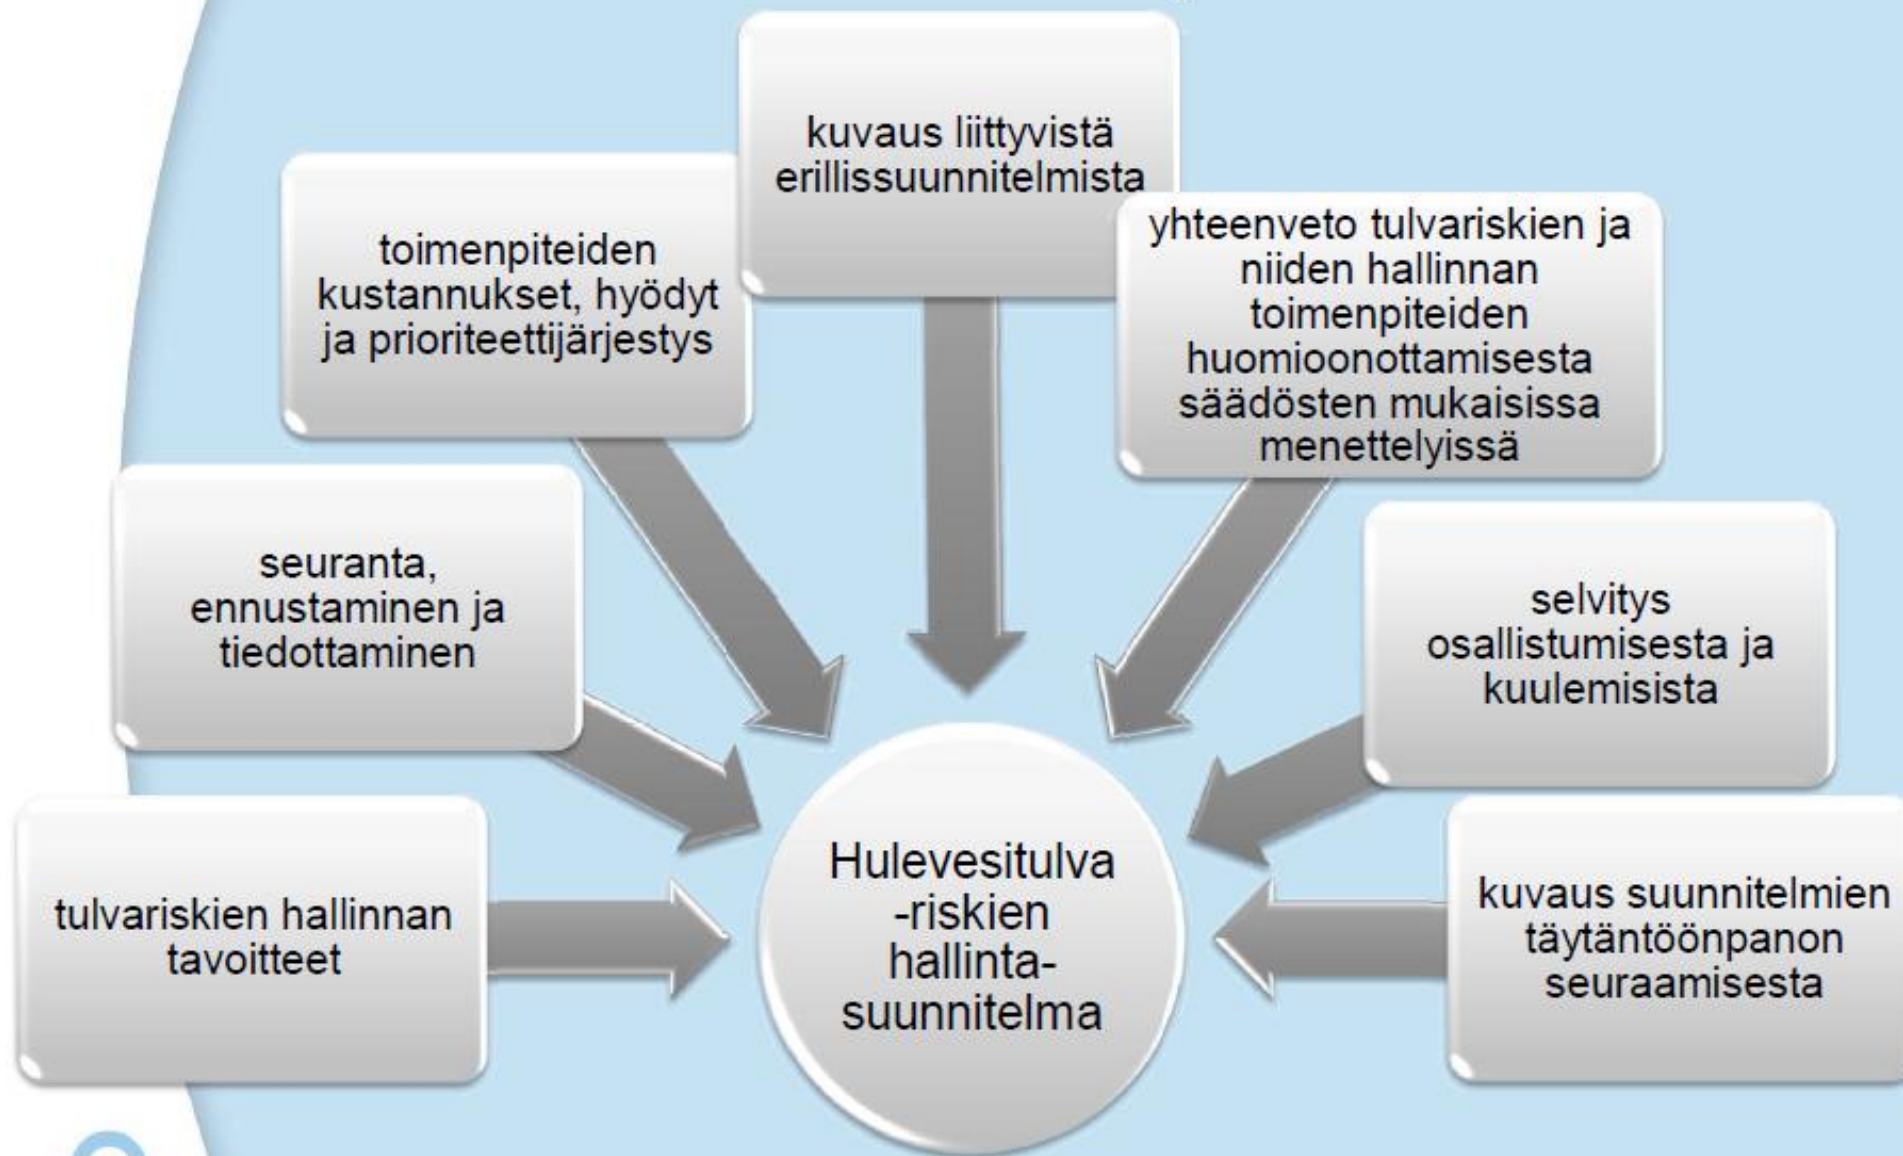 kuvaus liittyvistä
erillissuunnitelmista
toimenpiteiden
kustannukset, hyödyt
ja prioriteettijärjestys
yhteenveto tulvariskien ja
niiden hallinnan
toimenpiteiden
huomioonottamisesta
säädösten mukaisissa
menettelyissä
seuranta,
ennustaminen ja
tiedottaminen
selvitys
osallistumisesta ja
kuulemisista
tulvariskien hallinnan
tavoitteet
Hulevesitulva
-riskien
hallinta-
suunnitelma
kuvaus suunnitelmien
täytäntöönpanon
seuraamisesta